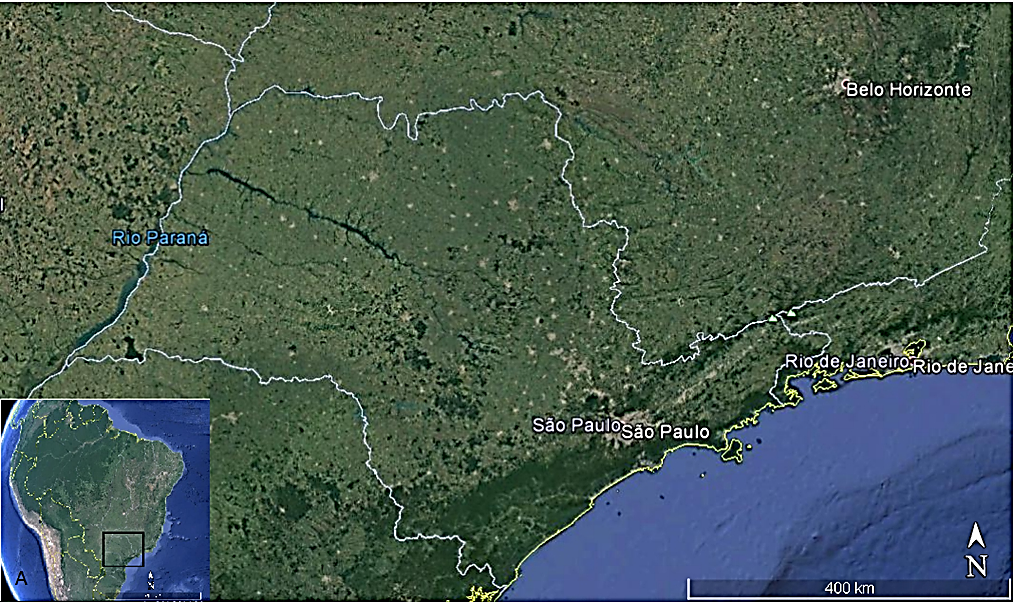 Belo Horizonte
Rio Paraná
Rio de Janeiro
Rio de Jane
São Paulo
São Paulo
A
N
400 km